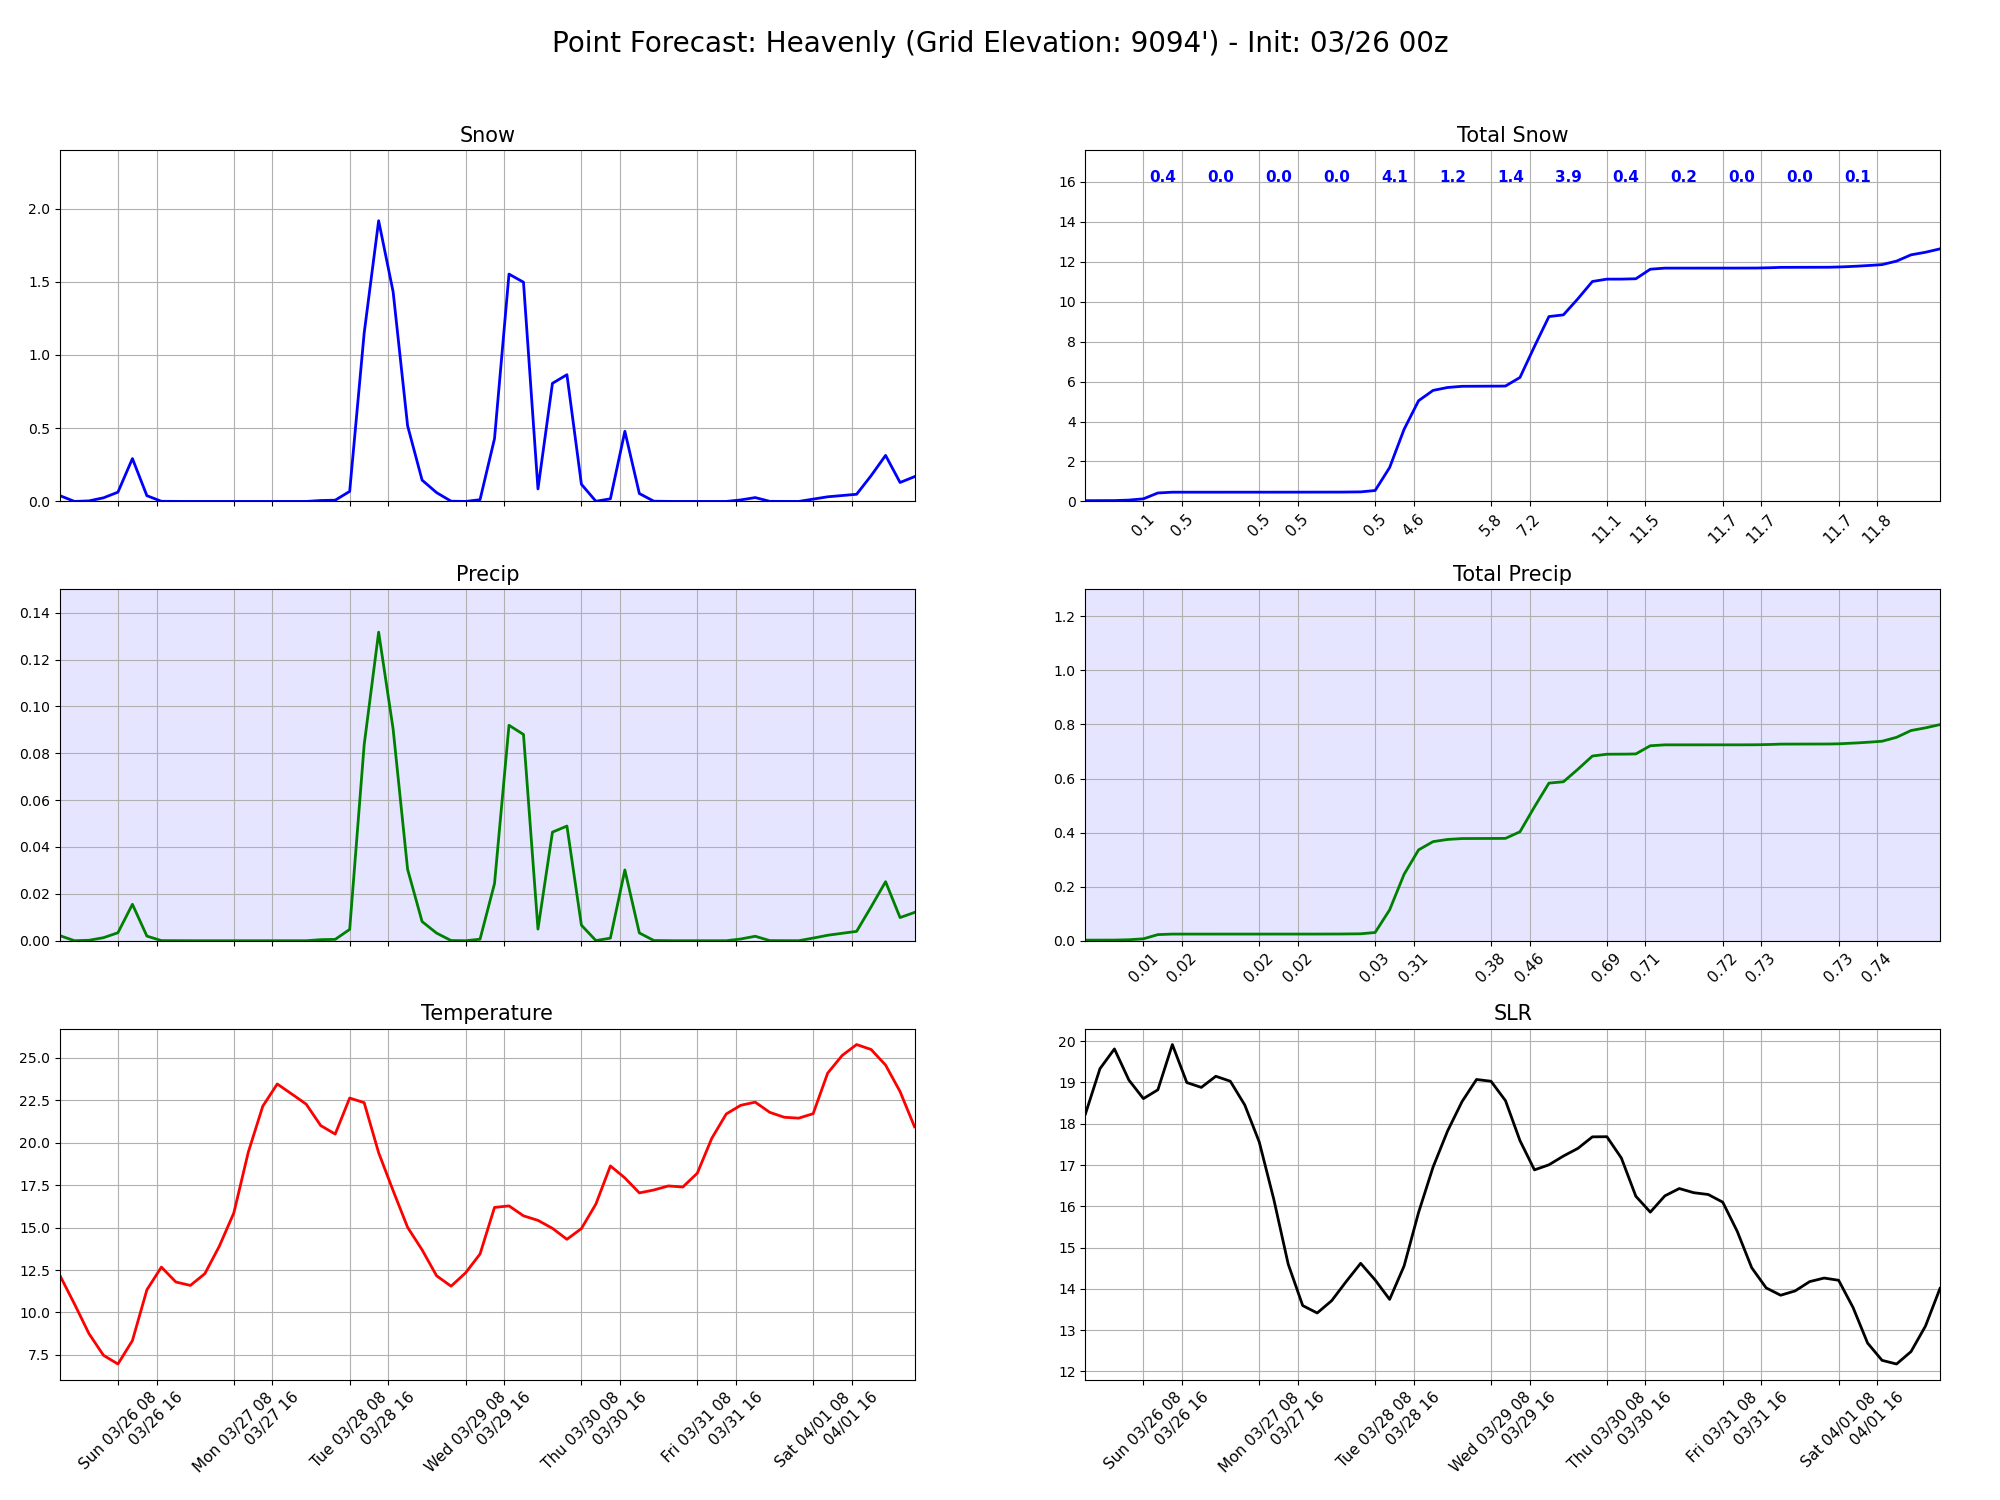 Point Forecast: Heavenly (Grid Elevation: 9094') - Init: 03/26 00z
Snow
2.0
1.5
1.0
0.5
0.0
Total Snow
0.4 0.0 0.0 0.0 4.1 1.2 1.4 3.9 0.4 0.2 0.0 0.0 0.1
16
14
12
10
8
6
4
2
0
0.1 0.5 0.5 0.5 0.5 4.6 5.8 7.2 11.1 11.5 11.7 11.7 11.7 11.8
Precip
0.14
0.12
0.10
0.08
0.06
0.04
0.02
0.00
Total Precip
1.2
1.0
0.8
0.6
0.4
0.2
0.0
0.01 0.02 0.02 0.02 0.03 0.31 0.38 0.46 0.69 0.71 0.72 0.73 0.73 0.74
Temperature
25.0
22.5
20.0
17.5
15.0
12.5
10.0
7.5
Sun 03/26 08
03/26 16
Mon 03/27 08
03/27 16
Tue 03/28 08
03/28 16
Wed 03/29 08
03/29 16
Thu 03/30 08
03/30 16
Fri 03/31 08
03/31 16
Sat 04/01 08
04/01 16
SLR
20
19
18
17
16
15
14
13
12
Sun 03/26 08
03/26 16
Mon 03/27 08
03/27 16
Tue 03/28 08
03/28 16
Wed 03/29 08
03/29 16
Thu 03/30 08
03/30 16
Fri 03/31 08
03/31 16
Sat 04/01 08
04/01 16